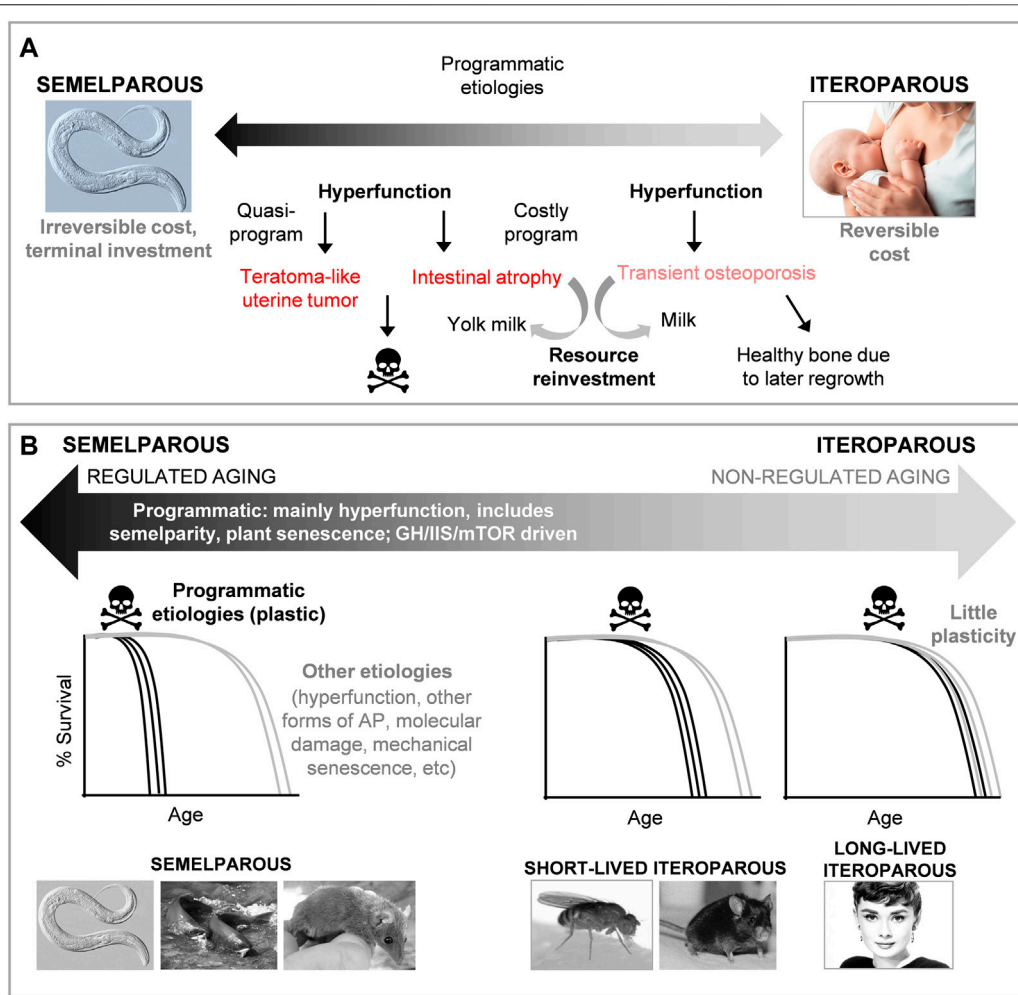 A
SEMELPAROUS
Programmatic
etiologies
ITEROPAROUS
Irreversible cost,
terminal investment
Hyperfunction
Quasi-
program
Teratoma-like
uterine tumor
Intestinal atrophy
Costly
program
Hyperfunction
Transient osteoporosis
Reversible
cost
Yolk milk
Milk
Resource
reinvestment
Healthy bone due
to later regrowth
B
SEMELPAROUS
ITEROPAROUS
REGULATED AGING
NON-REGULATED AGING
Programmatic: mainly hyperfunction, includes
semelparity, plant senescence; GH/IIS/mTOR driven
Programmatic
etiologies (plastic)
Other etiologies
(hyperfunction, other
forms of AP, molecular
damage, mechanical
senescence, etc)
Little
plasticity
% Survival
Age
Age
Age
SEMELPAROUS
SHORT-LIVED ITEROPAROUS
LONG-LIVED
ITEROPAROUS